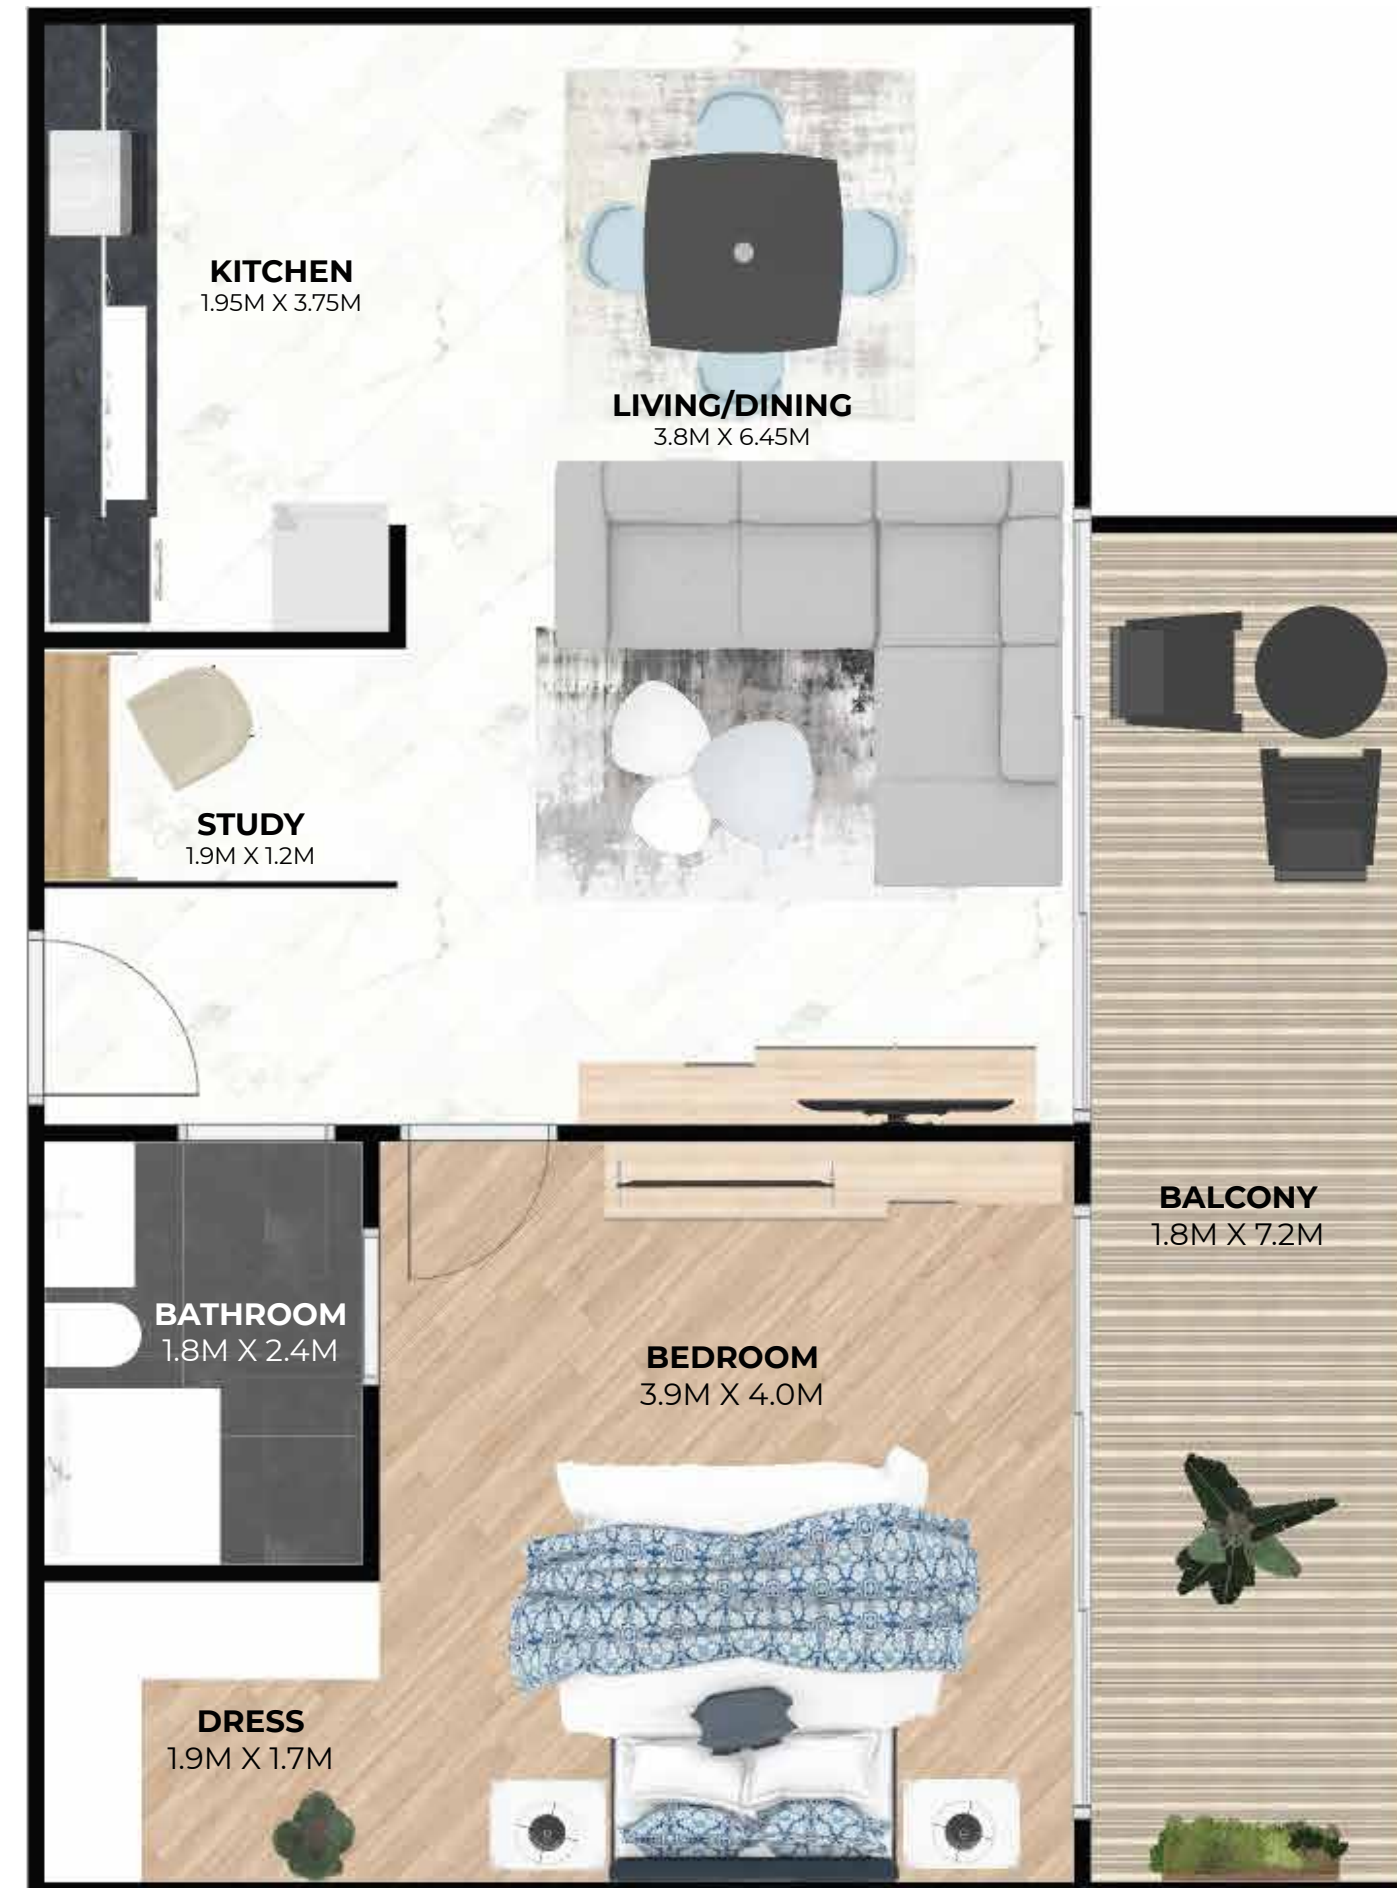 KITCHEN
1.95M X 3.75M
LIVING/DINING
3.8M X 6.45M
STUDY
1.9M X 1.2M
BALCONY
1.8M X 7.2M
BATHROOM
1.8M X 2.4M
BEDROOM
3.9M X 4.0M
DRESS
1.9M X 1.7M